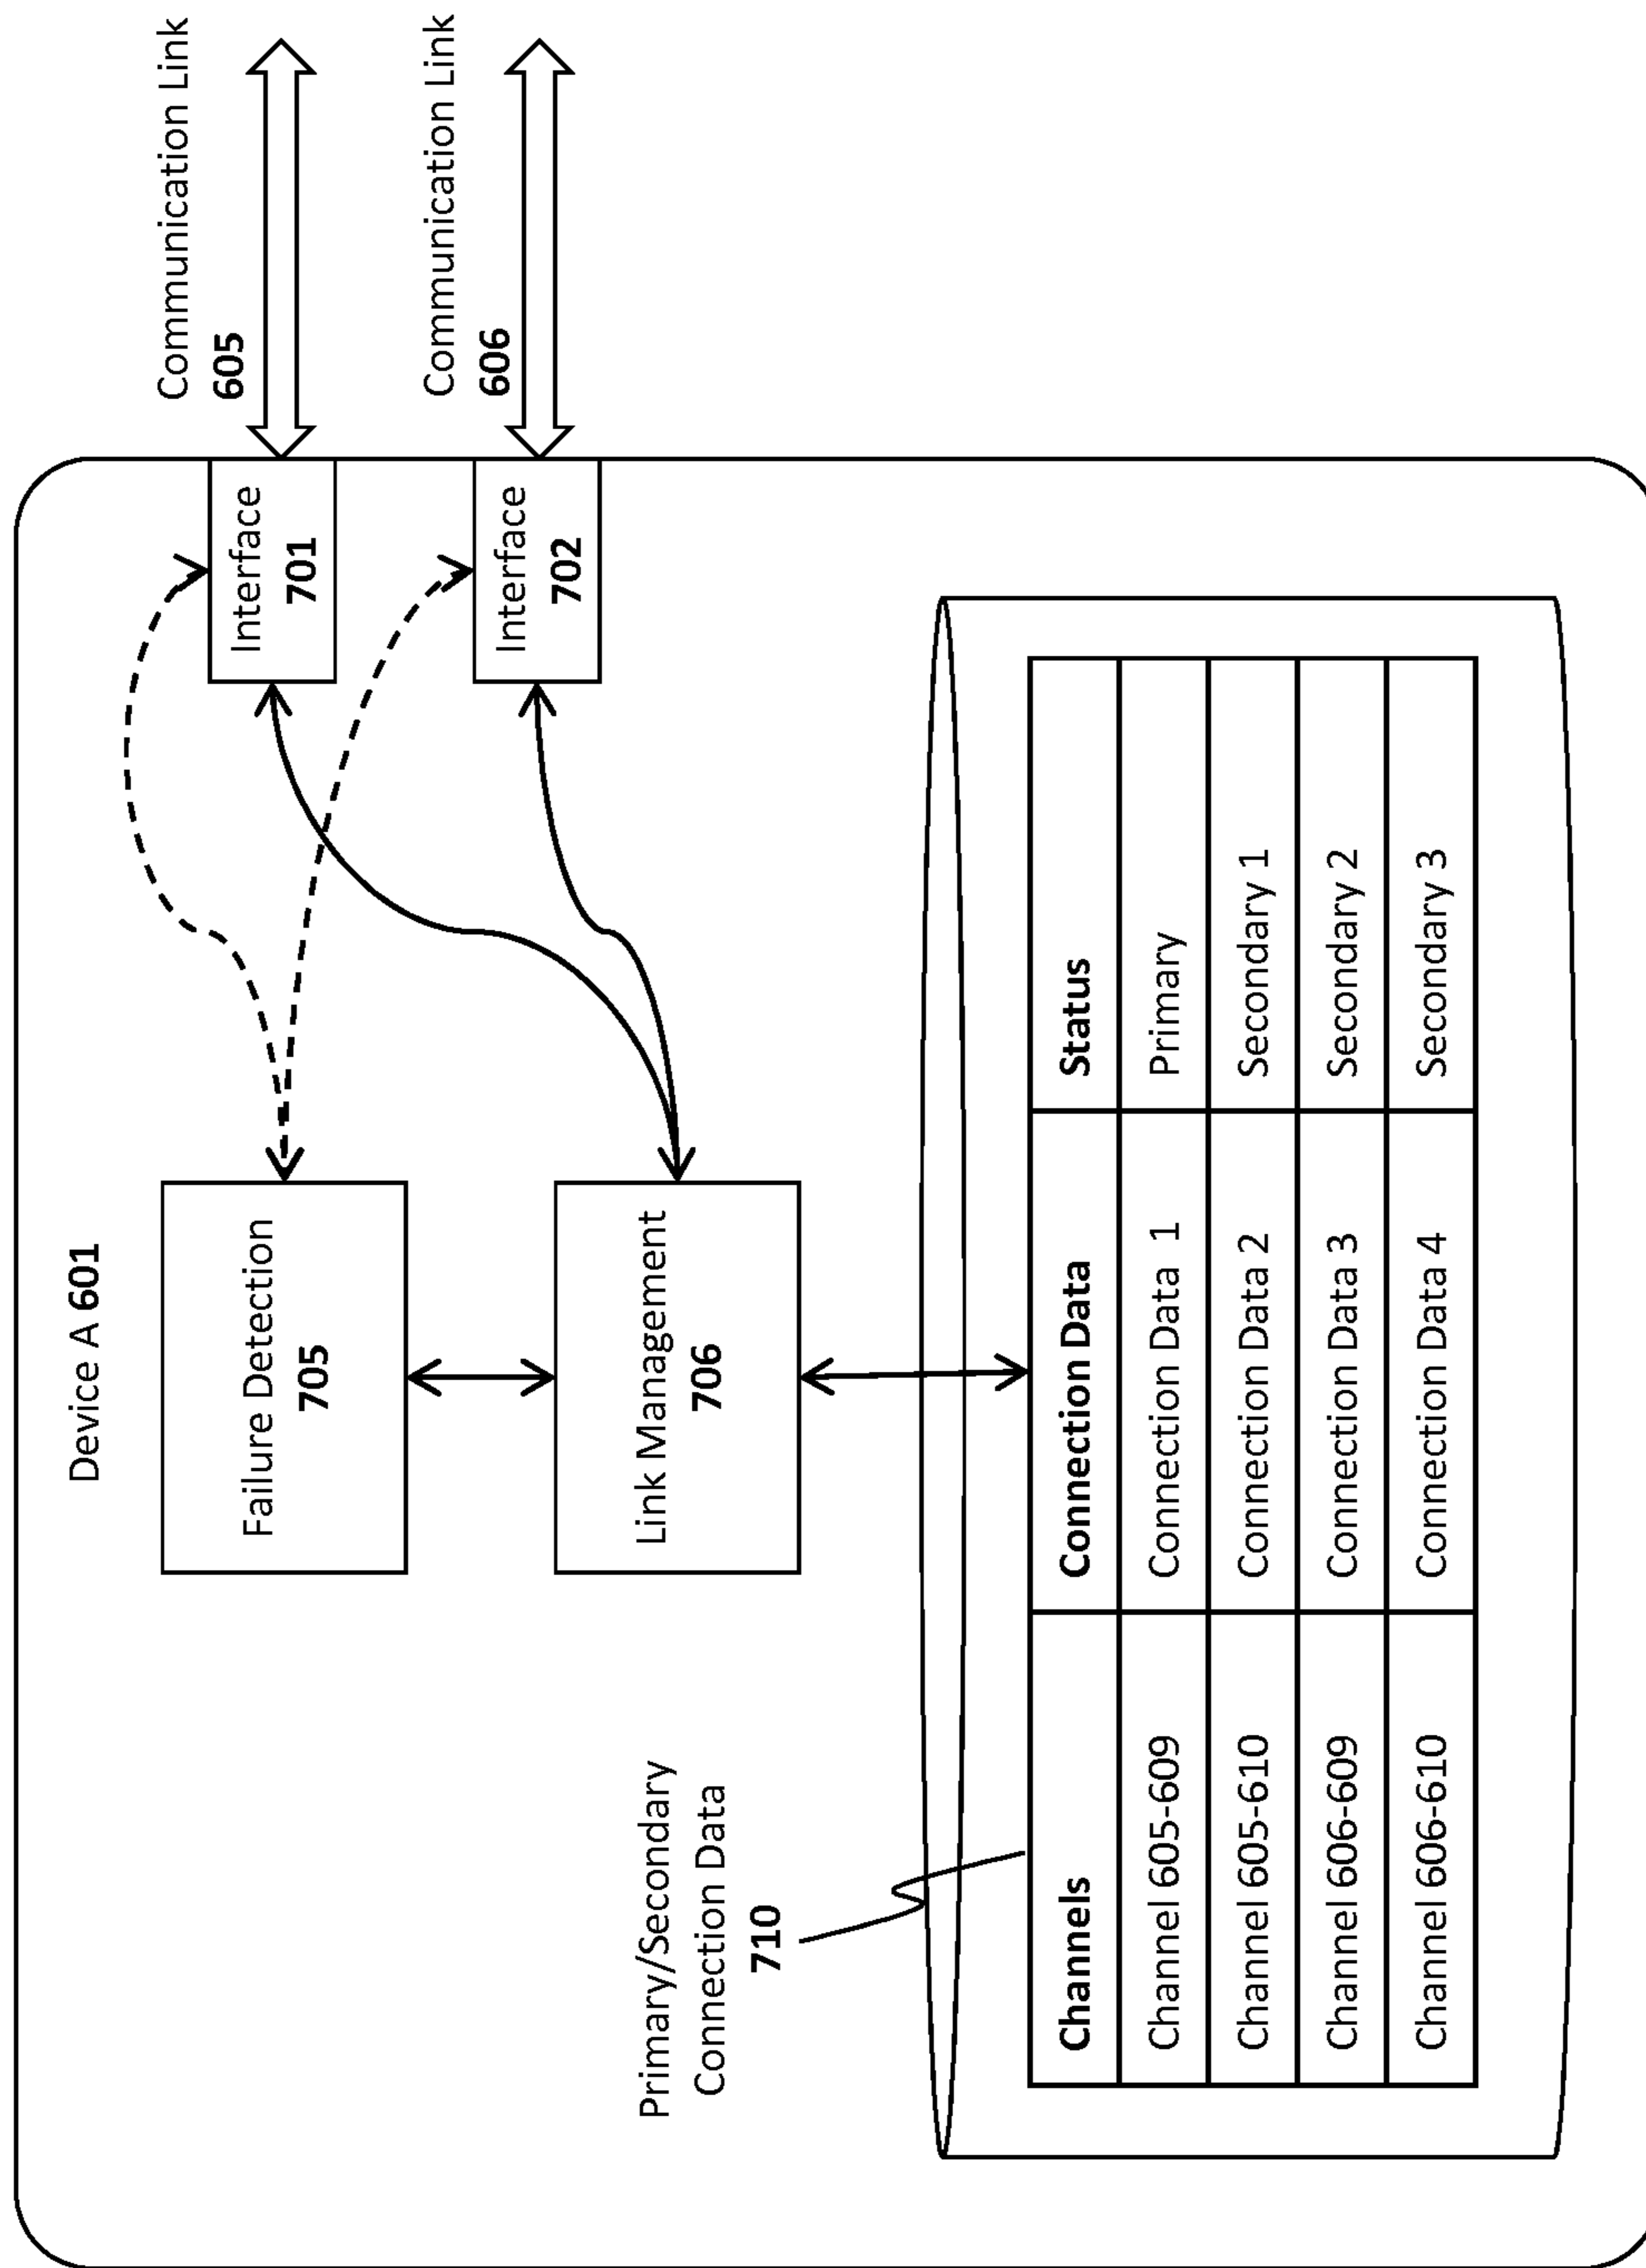 Device A 601
Communication Link
605
Communication Link
606
Failure Detection
705
Interface
701
Link Management
706
Interface
702
Primary/Secondary
Connection Data
710
Channels Connection Data Status
Channel 605-609 Connection Data 1 Primary
Channel 605-610 Connection Data 2 Secondary 1
Channel 606-609 Connection Data 3 Secondary 2
Channel 606-610 Connection Data 4 Secondary 3